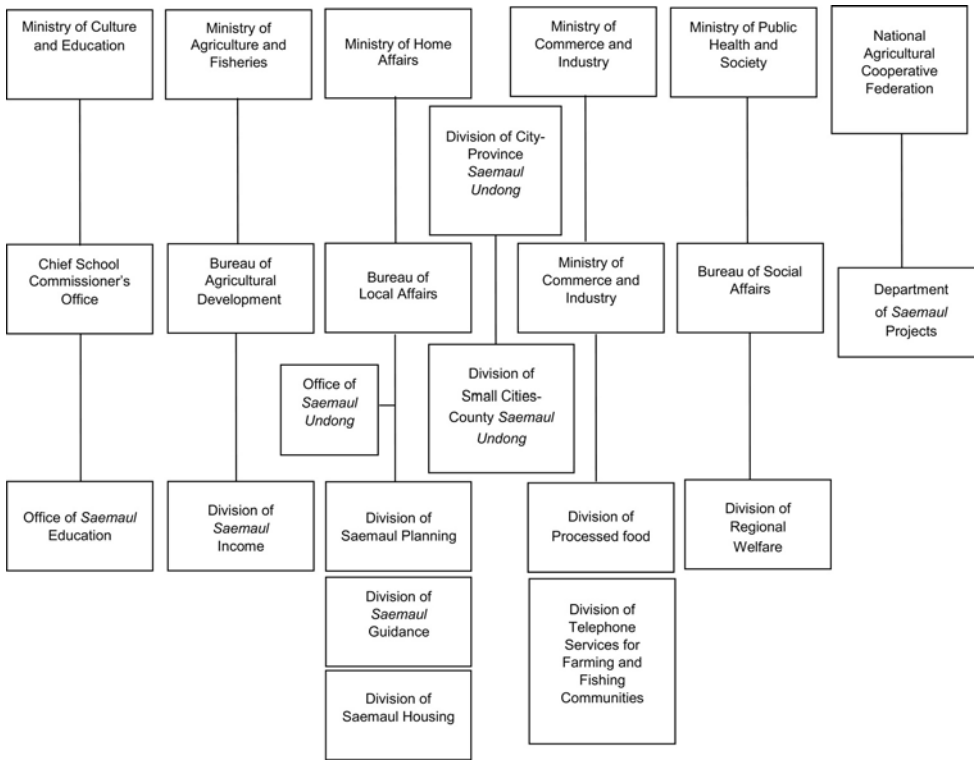 Ministry of Culture
and Education
Ministry of
Agriculture and
Fisheries
Ministry of Home
Affairs
Ministry of
Commerce and
Industry
Ministry of Public
Health and
Society
National
Agricultural
Cooperative
Federation
Division of City-
Province
Saemaul
Undong
Chief School
Commissioner's
Office
Bureau of
Agricultural
Development
Bureau of
Local Affairs
Ministry of
Commerce and
Industry
Bureau of Social
Affairs
Department
of Saemaul
Projects
Office of
Saemaul
Undong
Division of
Small Cities-
County Saemaul
Undong
Office of Saemaul
Education
Division of
Saemaul
Income
Division of
Saemaul Planning
Division of
Processed food
Division of
Regional
Welfare
Division of
Saemaul
Guidance
Division of
Telephone
Services for
Farming and
Fishing
Communities
Division of
Saemaul Housing